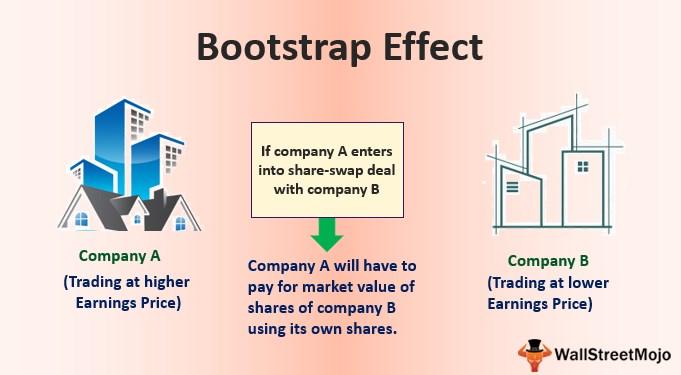 Bootstrap Effect
If company A enters
into share-swap deal
with company B
Company A
(Trading at higher
Earnings Price)
Company A will have to
pay for market value of
shares of company B
using its own shares.
Company B
(Trading at lower
Earnings Price)
WallStreetMojo